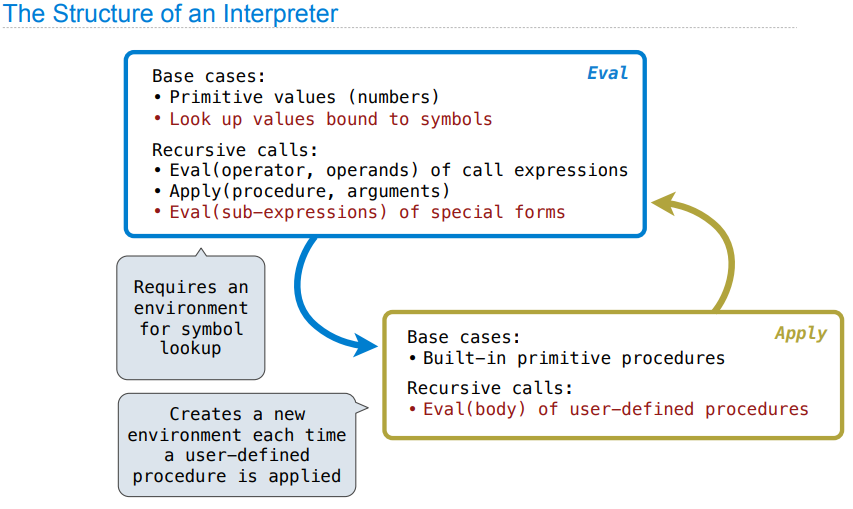 The Structure of an Interpreter
Eval
Base cases:
• Primitive values (numbers)
• Look up values bound to symbols
Recursive calls:
• Eval(operator, operands) of call expressions
• Apply(procedure, arguments)
• Eval(sub-expressions) of special forms
Requires an
environment
for symbol
lookup
Apply
Base cases:
• Built-in primitive procedures
Recursive calls:
• Eval(body) of user-defined procedures
Creates a new
environment each time
a user-defined
procedure is applied